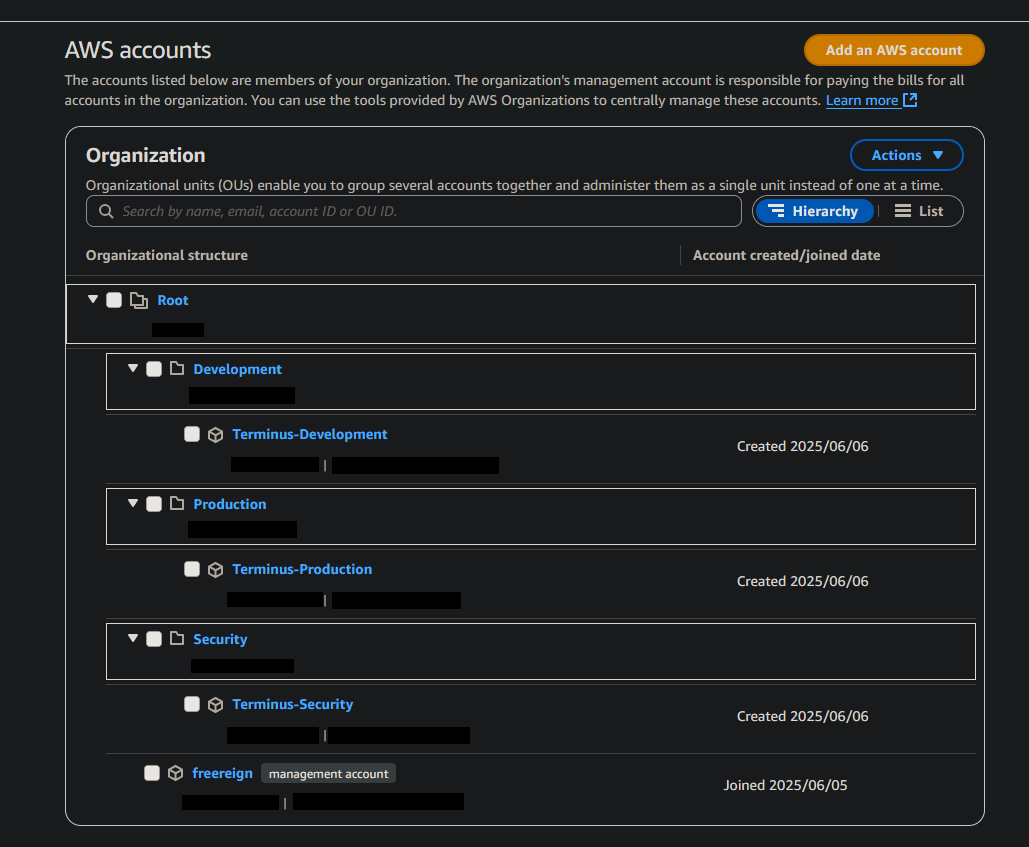 AWS accounts
Add an AWS account
The accounts listed below are members of your organization. The organization's management account is responsible for paying the bills for all
accounts in the organization. You can use the tools provided by AWS Organizations to centrally manage these accounts. Learn more
Organization
Actions
Organizational units (OUs) enable you to group several accounts together and administer them as a single unit instead of one at a time.
Search by name, email, account ID or OU ID.
Hierarchy | List
Organizational structure
Account created/joined date
Root
Development
Terminus-Development
Created 2025/06/06
|
Production
Terminus-Production
Created 2025/06/06
|
Security
Terminus-Security
Created 2025/06/06
|
freereign management account
Joined 2025/06/05
|